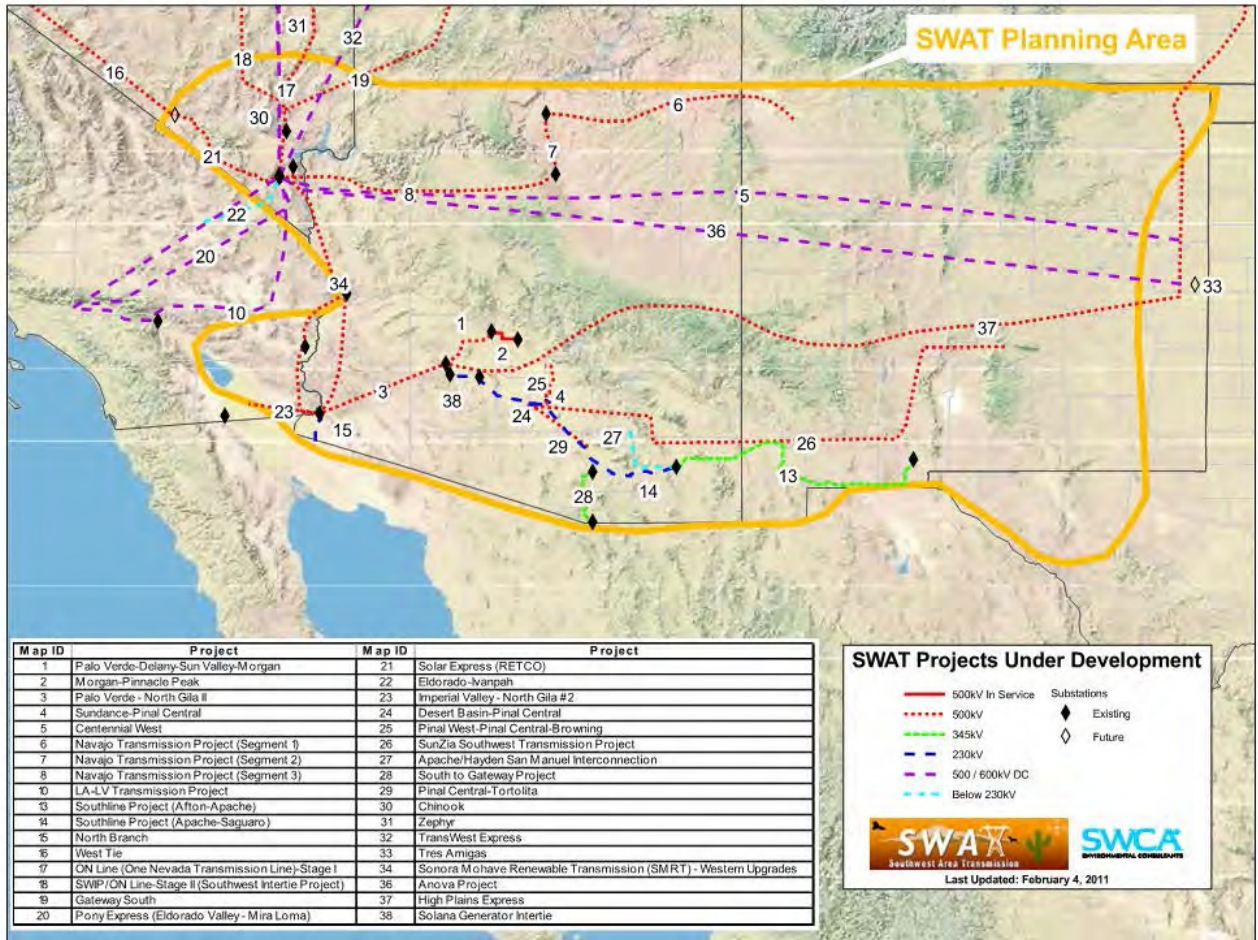 SWAT Planning Area
31
32
16
18
19
17
30
6
21
7
8
5
22
36
20
34
33
10
1
37
2
25
3
38
4
24
23
15
27
29
26
28
14
13
Map ID Project Map ID Project
1 Palo Verde-Delany-Sun Valley-Morgan 21 Solar Express (RETCO)
2 Morgan-Pinnacle Peak 22 Eldorado-Ivanpah
3 Palo Verde - North Gila II 23 Imperial Valley - North Gila #2
4 Sundance-Pinal Central 24 Desert Basin-Pinal Central
5 Centennial West 25 Pinal West-Pinal Central-Browning
6 Navajo Transmission Project (Segment 1) 26 SunZia Southwest Transmission Project
7 Navajo Transmission Project (Segment 2) 27 Apache/Hayden San Manuel Interconnection
8 Navajo Transmission Project (Segment 3) 28 South to Gateway Project
10 LA-LV Transmission Project 29 Pinal Central-Tortolita
13 Southline Project (Afton-Apache) 30 Chinook
14 Southline Project (Apache-Saguaro) 31 Zephyr
15 North Branch 32 TransWest Express
16 West Tie 33 Tres Amigas
17 ON Line (One Nevada Transmission Line)-Stage I 34 Sonora Mohave Renewable Transmission (SMRT) - Western Upgrades
18 SWIP/ON Line-Stage II (Southwest Intertie Project) 36 Anova Project
19 Gateway South 37 High Plains Express
20 Pony Express (Eldorado Valley - Mira Loma) 38 Solana Generator Intertie
SWAT Projects Under Development
500kV In Service
500kV
345kV
230kV
500 / 600kV DC
Below 230kV
Substations
Existing
Future
SWAT
Southwest Area Transmission
SWCA
ENVIRONMENTAL CONSULTANTS
Last Updated: February 4, 2011